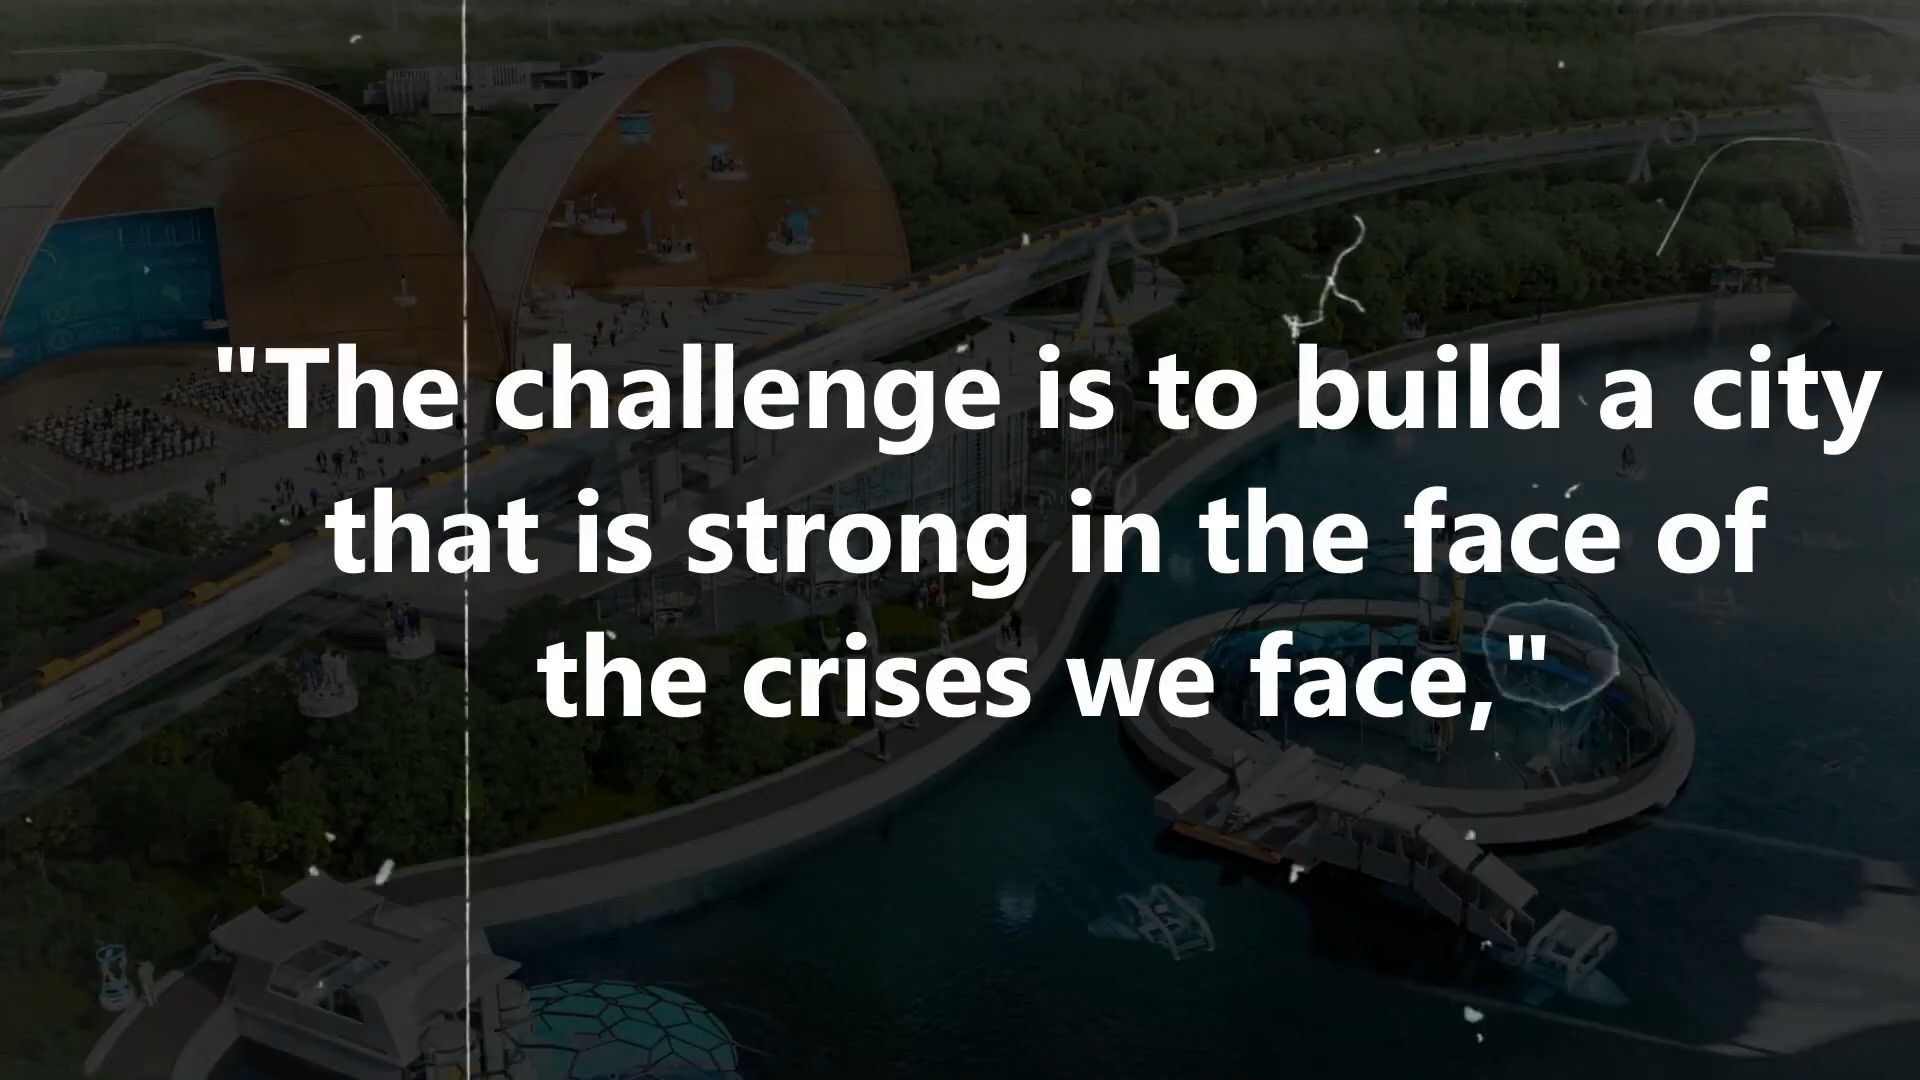 "The challenge is to build a city
that is strong in the face of
the crises we face,"